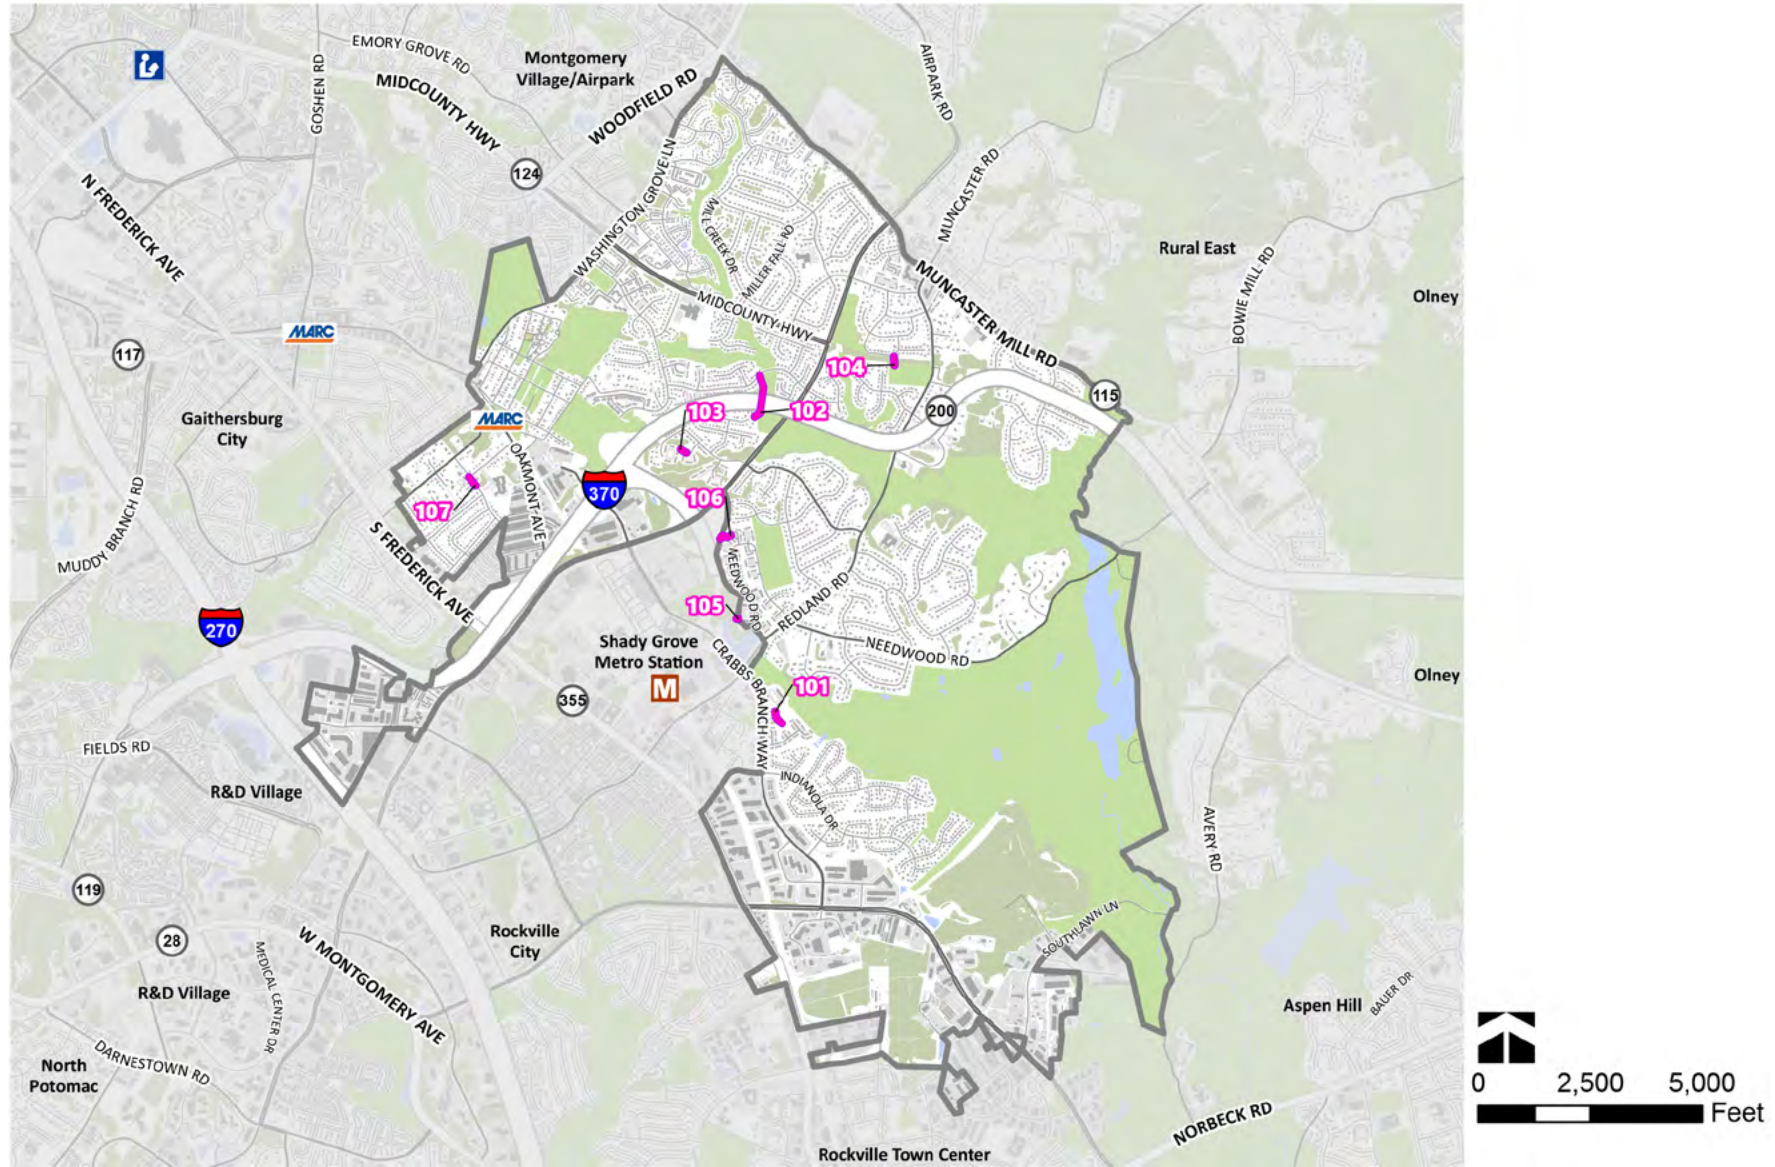 EMORY GROVE RD
Montgomery
Village/Airpark
GOSHEN RD
MIDCOUNTY HWY
WOODFIELD RD
AIRPARK RD
124
N FREDERICK AVE
WASHINGTON GROVE LN
MUNCASTER RD
MILL CREEK DR
MILLER FALL RD
Rural East
BOWIE MILL RD
Olney
MIDCOUNTY HWY
MUNCASTER MILL RD
MARC
117
104
115
200
102
103
Gaithersburg
City
MARC
OAKMONT AVE
370
106
107
MUDDY BRANCH RD
S FREDERICK AVE
NEEDWOOD RD
REDLAND RD
105
270
Shady Grove
Metro Station
M
NEEDWOOD RD
CRABBS BRANCH WAY
101
Olney
355
FIELDS RD
R&D Village
INDIANOLA DR
AVERY RD
119
28
W MONTGOMERY AVE
MEDICAL CENTER DR
Rockville
City
SOUTHLAWN LN
R&D Village
Aspen Hill
BAUER DR
North
Potomac
DARNESTOWN RD
NORBECK RD
Rockville Town Center
0 2,500 5,000
Feet